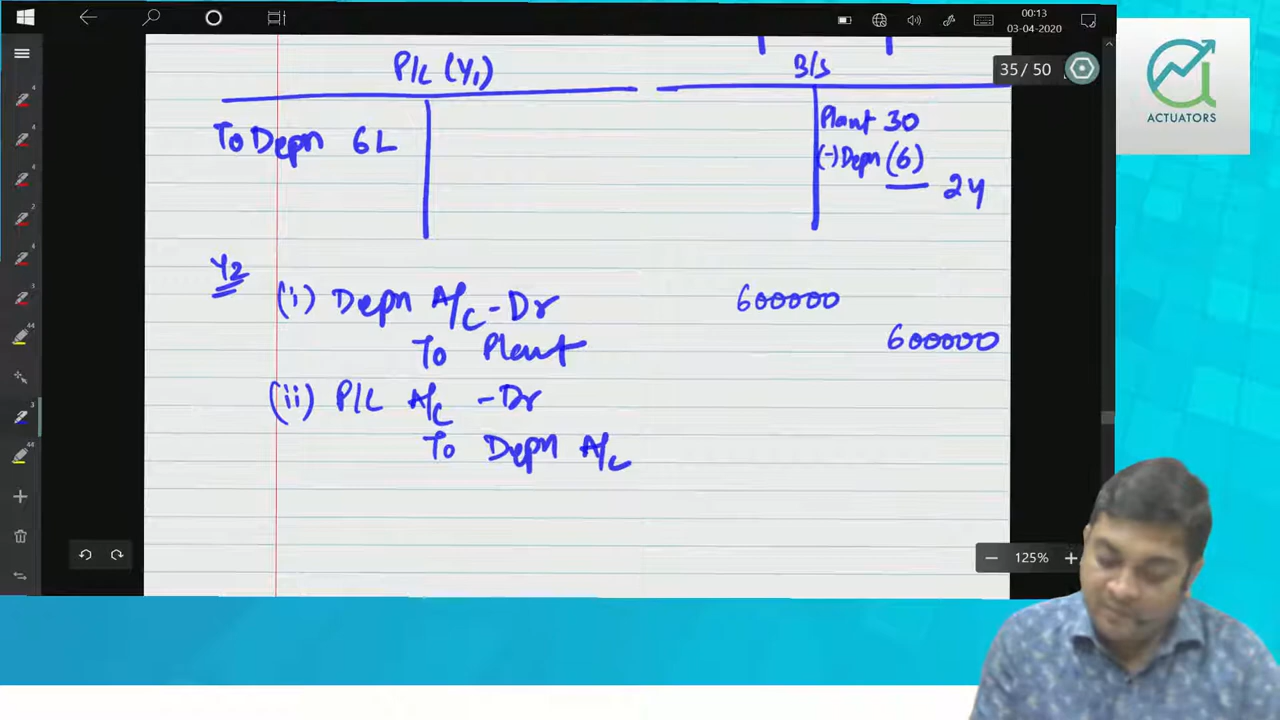 00:13
03-04-2020
35 / 50
ACTUATORS
P/L (Y1)
B/S
To Depn 6L
Plant 30
(-) Depn (6)
24
Y2
(i) Depn A/C - Dr 600000
To Plant 600000
(ii) P/L A/C - Dr
To Depn A/C
125%